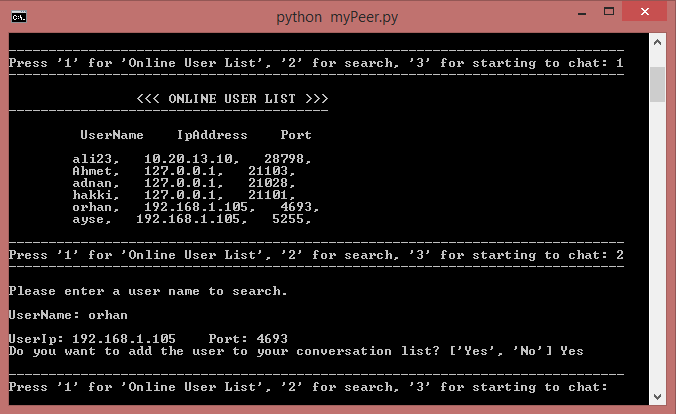 python myPeer.py
Press '1' for 'Online User List', '2' for search, '3' for starting to chat: 1
<<< ONLINE USER LIST >>>
UserName IpAddress Port
ali23, 10.20.13.10, 28798,
Ahmet, 127.0.0.1, 21103,
adnan, 127.0.0.1, 21028,
hakki, 127.0.0.1, 21101,
orhan, 192.168.1.105, 4693,
ayse, 192.168.1.105, 5255,
Press '1' for 'Online User List', '2' for search, '3' for starting to chat: 2
Please enter a user name to search.
UserName: orhan
UserIp: 192.168.1.105 Port: 4693
Do you want to add the user to your conversation list? ['Yes', 'No'] Yes
Press '1' for 'Online User List', '2' for search, '3' for starting to chat: